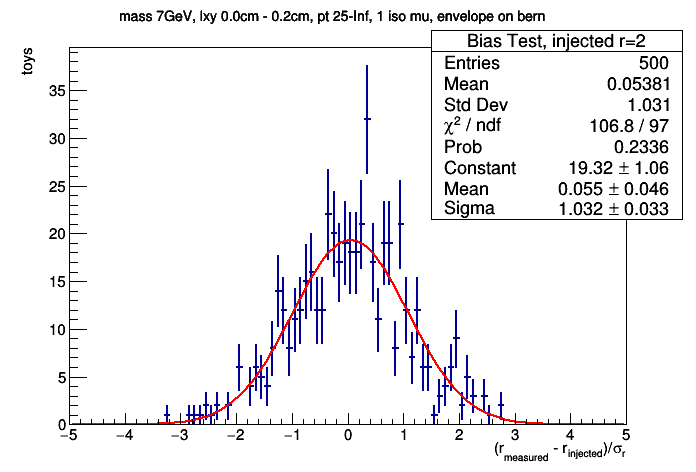 mass 7GeV, lxy 0.0cm - 0.2cm, pt 25-Inf, 1 iso mu, envelope on bern
Bias Test, injected r=2
Entries 500
Mean 0.05381
Std Dev 1.031
χ² / ndf 106.8 / 97
Prob 0.2336
Constant 19.32 ± 1.06
Mean 0.055 ± 0.046
Sigma 1.032 ± 0.033
toys
35
30
25
20
15
10
5
0
−5 −4 −3 −2 −1 0 1 2 3 4 5
(r_measured - r_injected)/σ_r